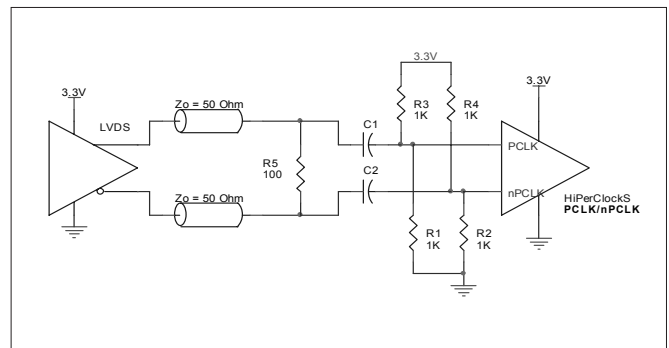 3.3V
3.3V
3.3V
LVDS
Zo = 50 Ohm
R3
1K
R4
1K
C1
PCLK
R5
100
C2
Zo = 50 Ohm
nPCLK
HiPerClockS
PCLK/nPCLK
R1
1K
R2
1K